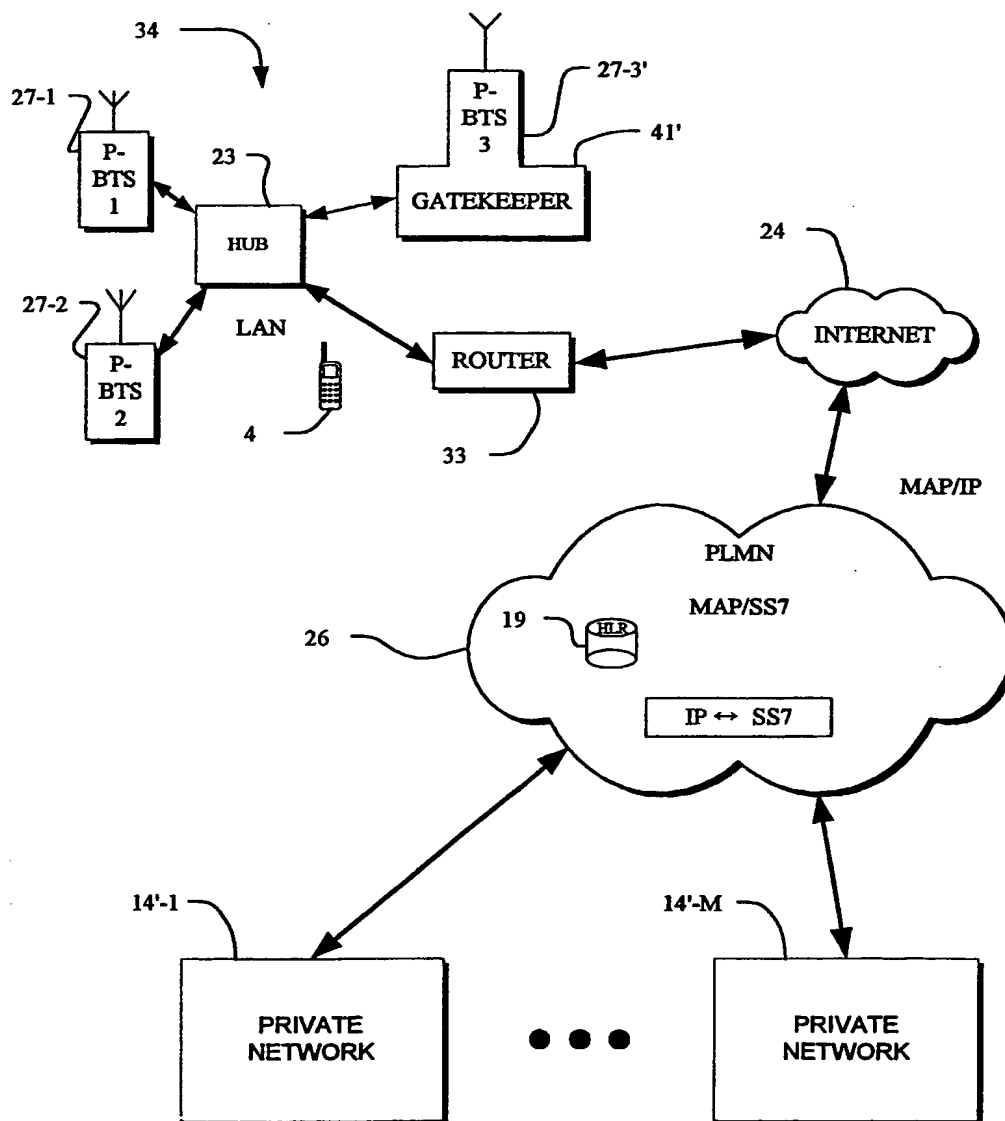 34
27-1
P-
BTS
1
23
HUB
P-
BTS
3
27-3'
41'
GATEKEEPER
24
INTERNET
27-2
P-
BTS
2
LAN
4
ROUTER
33
MAP/IP
PLMN
MAP/SS7
19
HLR
26
IP ↔ SS7
14'-1
PRIVATE
NETWORK
14'-M
PRIVATE
NETWORK